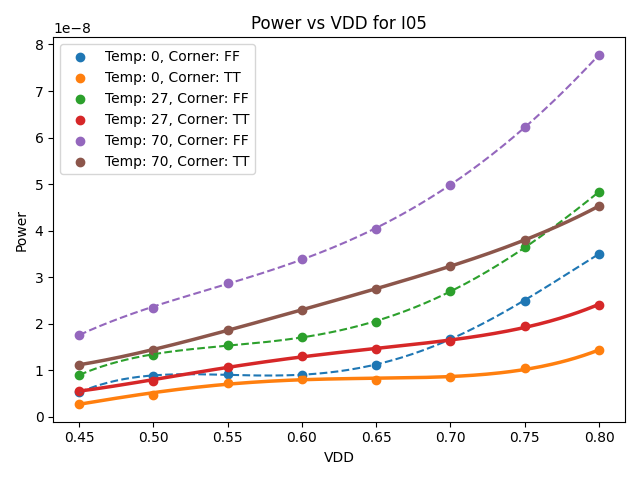 Power vs VDD for I05
1e−8
Temp: 0, Corner: FF
Temp: 0, Corner: TT
Temp: 27, Corner: FF
Temp: 27, Corner: TT
Temp: 70, Corner: FF
Temp: 70, Corner: TT
8
7
6
5
4
3
2
1
0
Power
0.45 0.50 0.55 0.60 0.65 0.70 0.75 0.80
VDD